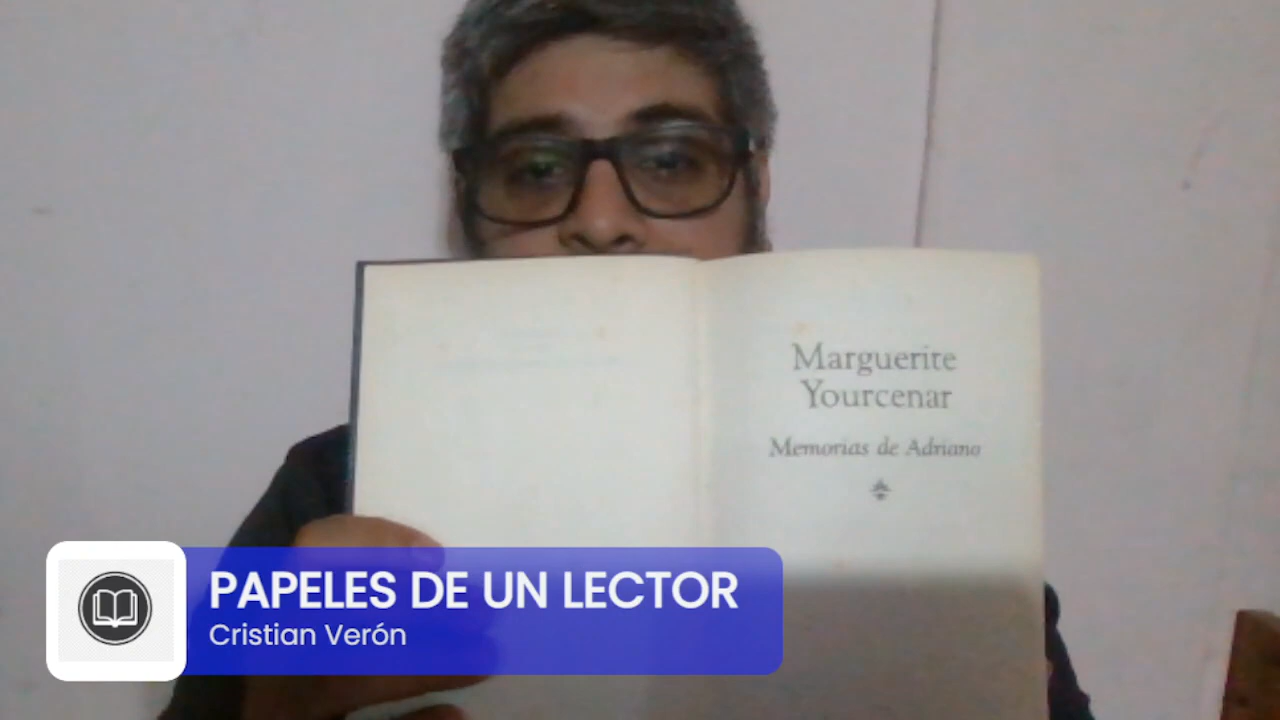 Marguerite
Yourcenar
Memorias de Adriano
PAPELES DE UN LECTOR
Cristian Verón